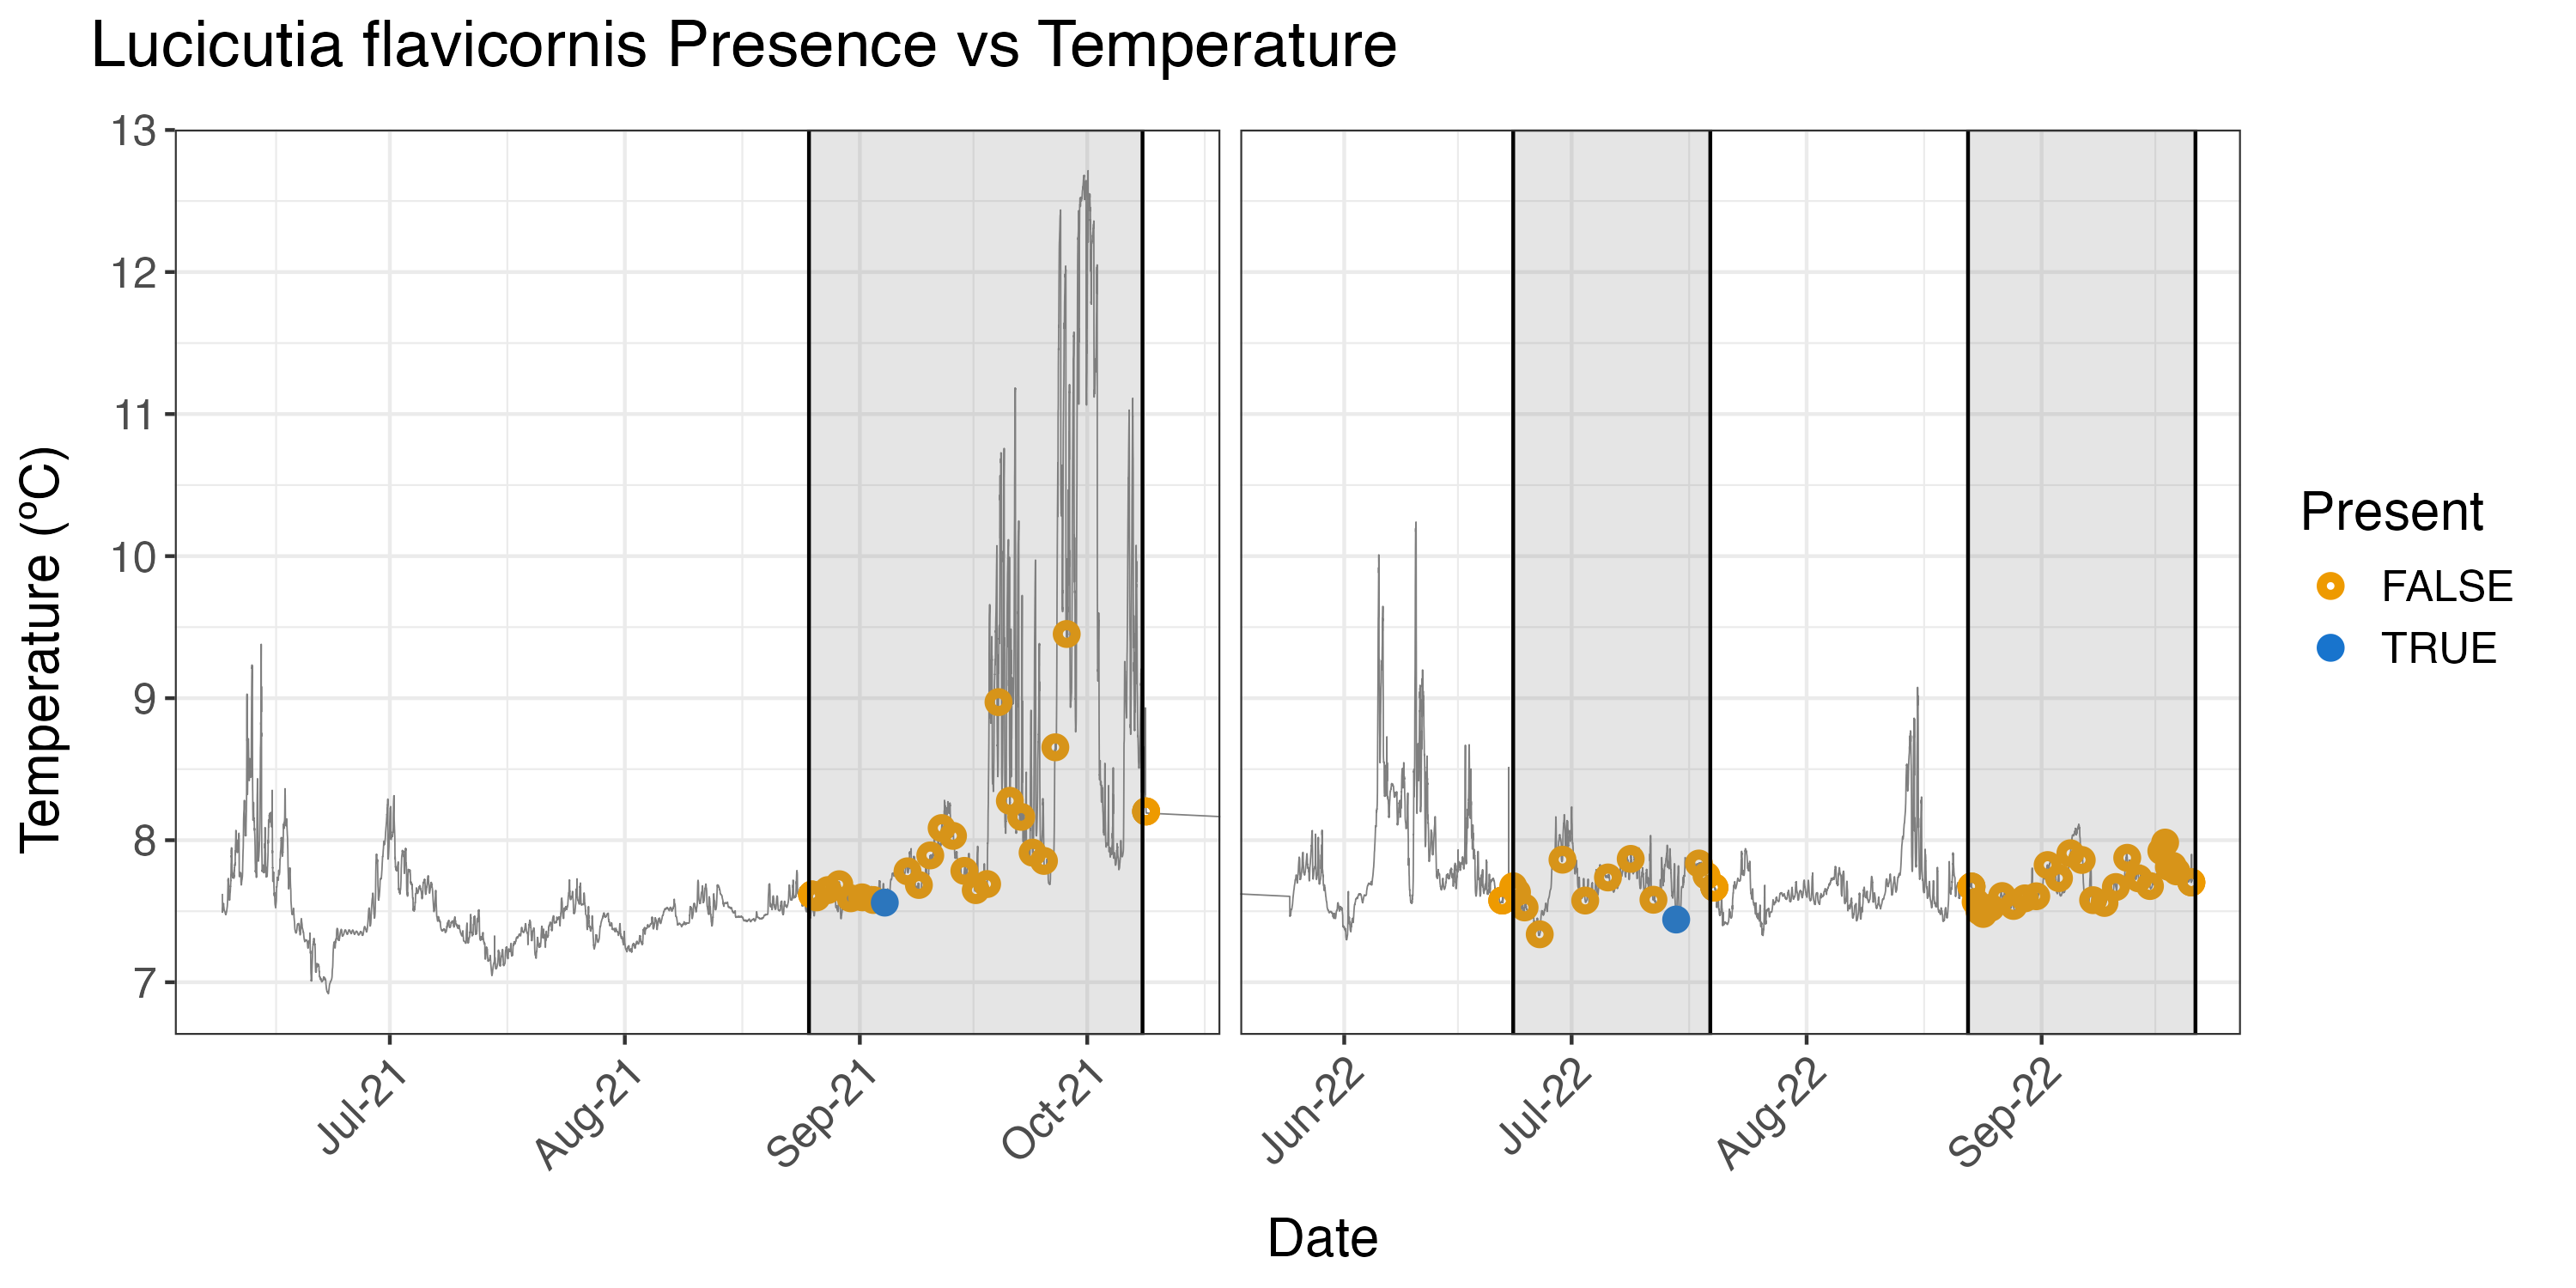 Lucicutia flavicornis Presence vs Temperature
13
12
11
10
9
8
7
Temperature (ºC)
Jul-21
Aug-21
Sep-21
Oct-21
Jun-22
Jul-22
Aug-22
Sep-22
Date
Present
FALSE
TRUE